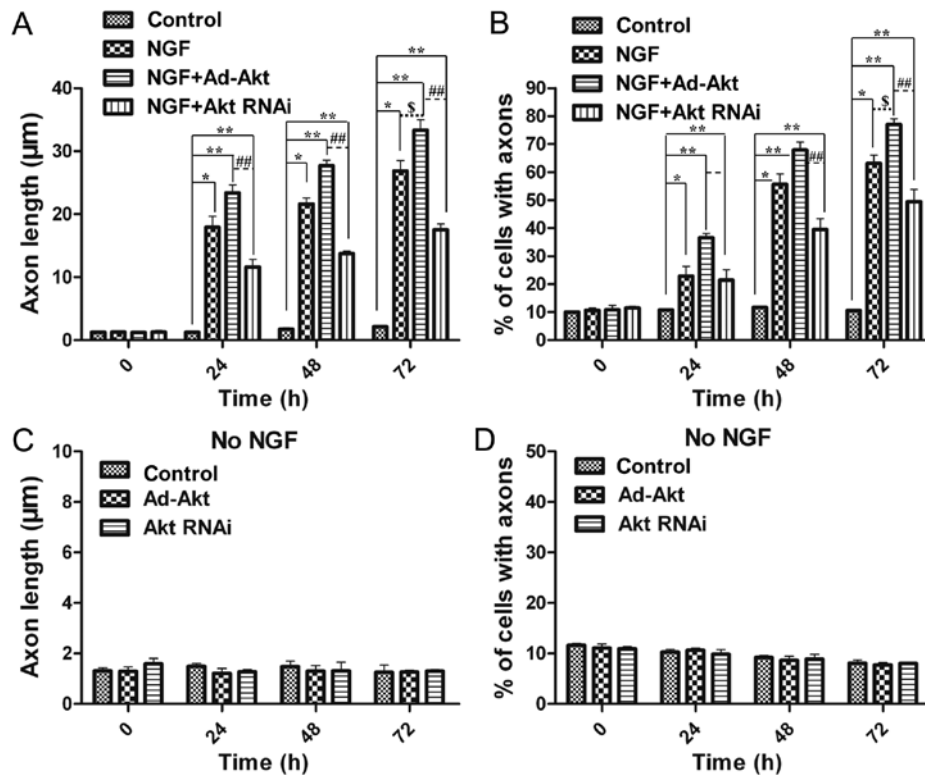 A
Control
NGF
NGF+Ad-Akt
NGF+Akt RNAi
Axon length (µm)
40
30
20
10
0
** ** * ##
** ** * ##
** ** * $ ##
0 24 48 72
Time (h)
B
Control
NGF
NGF+Ad-Akt
NGF+Akt RNAi
% of cells with axons
90
80
70
60
50
40
30
20
10
0
** ** *
** ** * ##
** ** * $ ##
0 24 48 72
Time (h)
C
No NGF
Control
Ad-Akt
Akt RNAi
Axon length (µm)
10
8
6
4
2
0
0 24 48 72
Time (h)
D
No NGF
Control
Ad-Akt
Akt RNAi
% of cells with axons
50
40
30
20
10
0
0 24 48 72
Time (h)